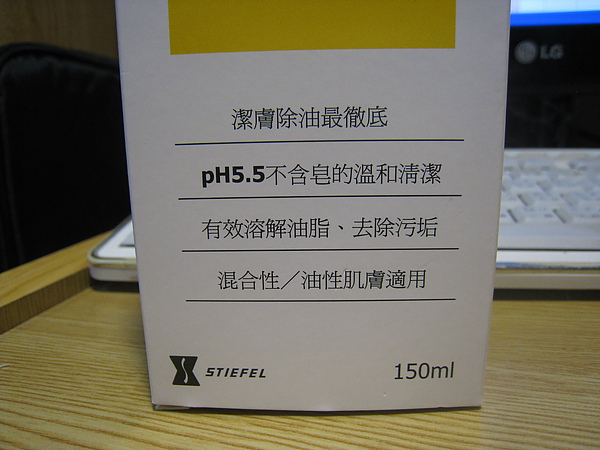 LG
潔膚除油最徹底
pH5.5不含皂的溫和清潔
有效溶解油脂、去除污垢
混合性／油性肌膚適用
STIEFEL
150ml